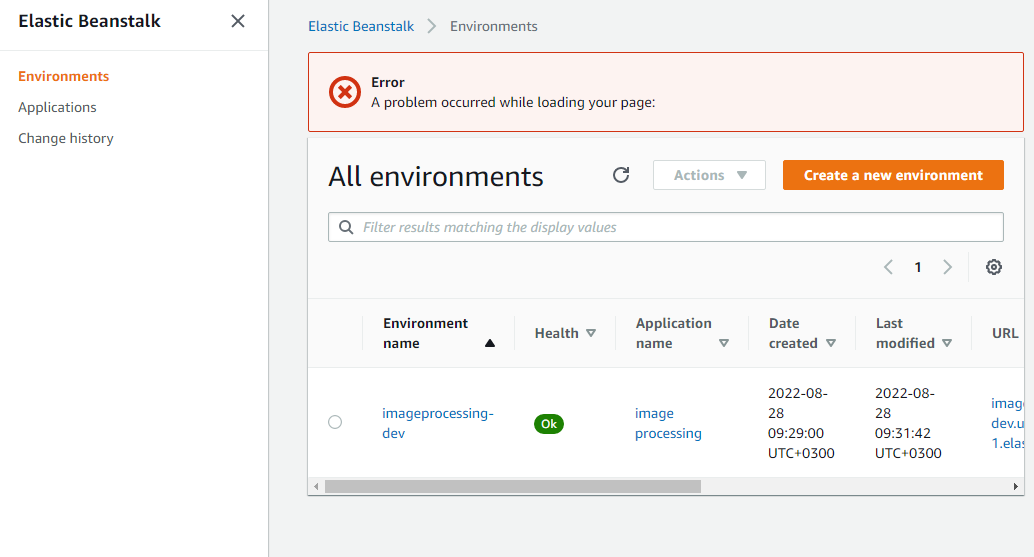 Elastic Beanstalk
Environments
Applications
Change history
Elastic Beanstalk > Environments
Error
A problem occurred while loading your page:
All environments
Actions
Create a new environment
Filter results matching the display values
1
Environment name
Health
Application name
Date created
Last modified
URL
imageprocessing-
dev
Ok
image
processing
2022-08-
28
09:29:00
UTC+0300
2022-08-
28
09:31:42
UTC+0300
imag
dev.u
1.elas